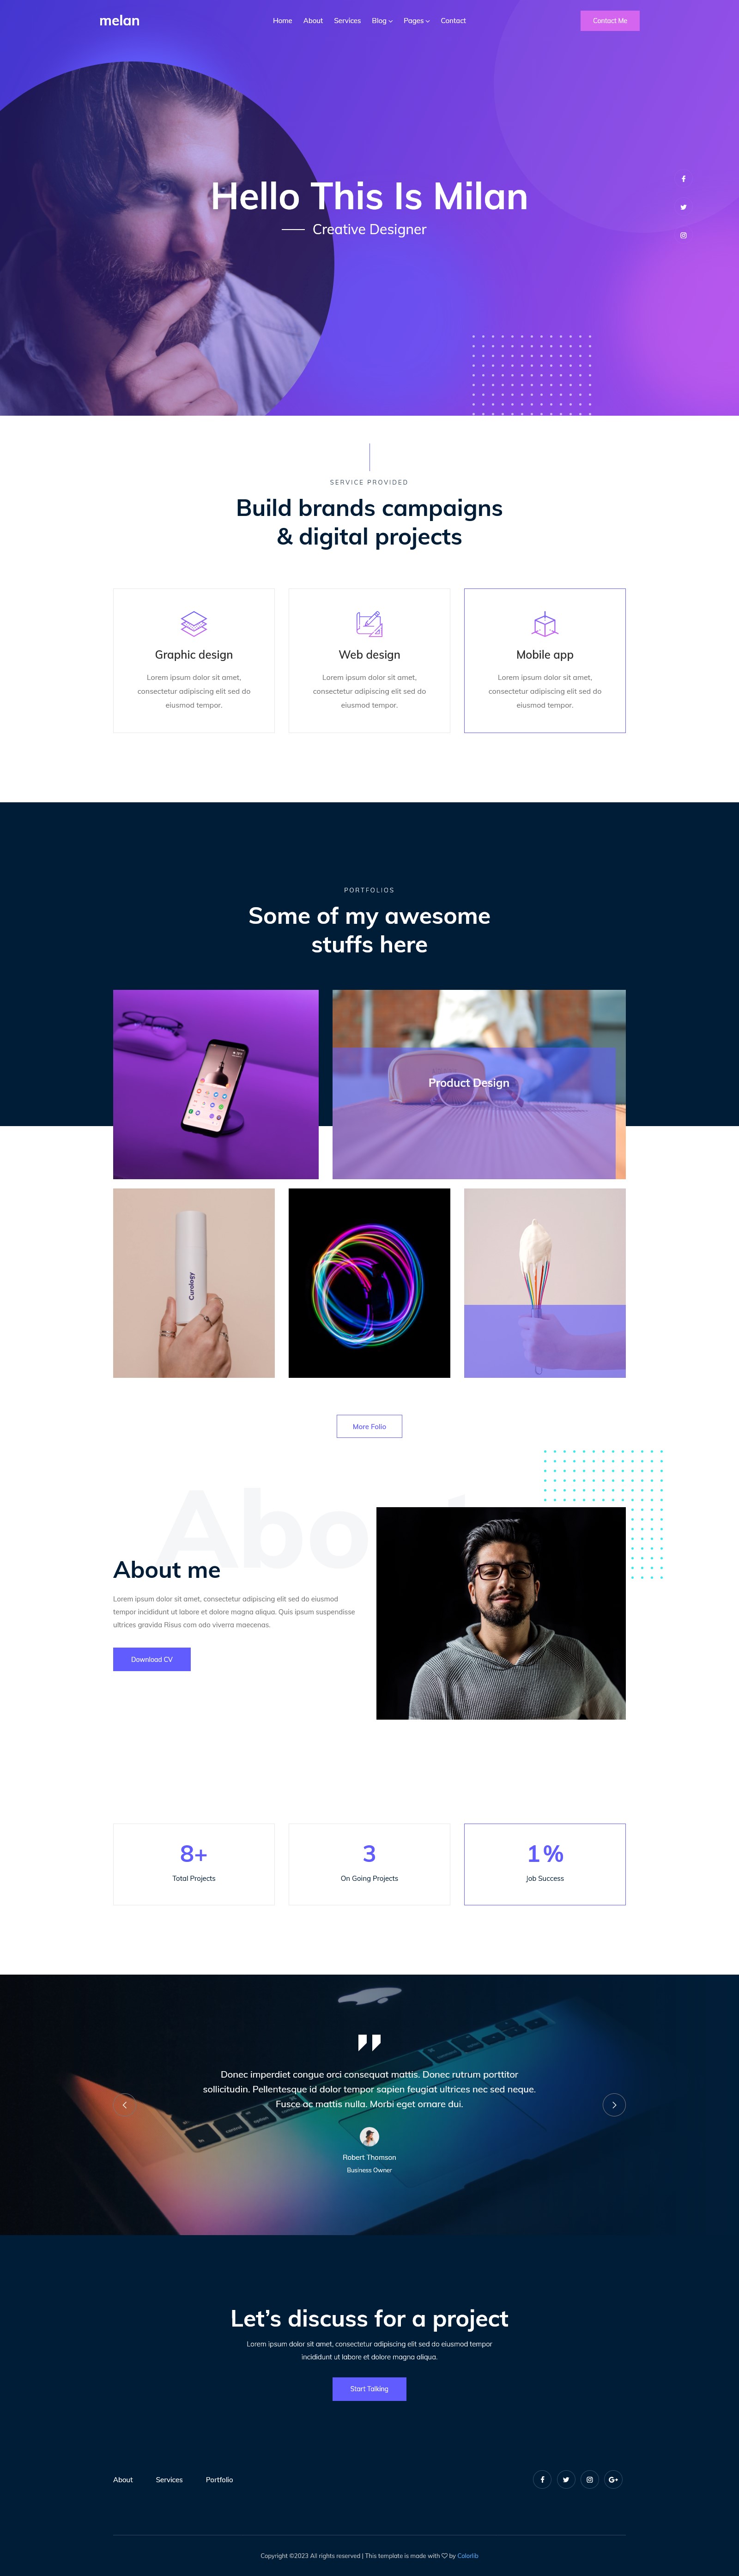 melan
Home About Services Blog Pages Contact
Contact Me
Hello This Is Milan
Creative Designer
SERVICE PROVIDED
Build brands campaigns
& digital projects
Graphic design
Lorem ipsum dolor sit amet,
consectetur adipiscing elit sed do
eiusmod tempor.
Web design
Lorem ipsum dolor sit amet,
consectetur adipiscing elit sed do
eiusmod tempor.
Mobile app
Lorem ipsum dolor sit amet,
consectetur adipiscing elit sed do
eiusmod tempor.
PORTFOLIOS
Some of my awesome
stuffs here
Product Design
Curology
More Folio
About me
Lorem ipsum dolor sit amet, consectetur adipiscing elit sed do eiusmod
tempor incididunt ut labore et dolore magna aliqua. Quis ipsum suspendisse
ultrices gravida Risus com odo viverra maecenas.
Download CV
8+
Total Projects
3
On Going Projects
1%
Job Success
Donec imperdiet congue orci consequat mattis. Donec rutrum porttitor
sollicitudin. Pellentesque id dolor tempor sapien feugiat ultrices nec sed neque.
Fusce ac mattis nulla. Morbi eget ornare dui.
Robert Thomson
Business Owner
Let's discuss for a project
Lorem ipsum dolor sit amet, consectetur adipiscing elit sed do eiusmod tempor
incididunt ut labore et dolore magna aliqua.
Start Talking
About Services Portfolio
Copyright ©2023 All rights reserved | This template is made with ♡ by Colorlib